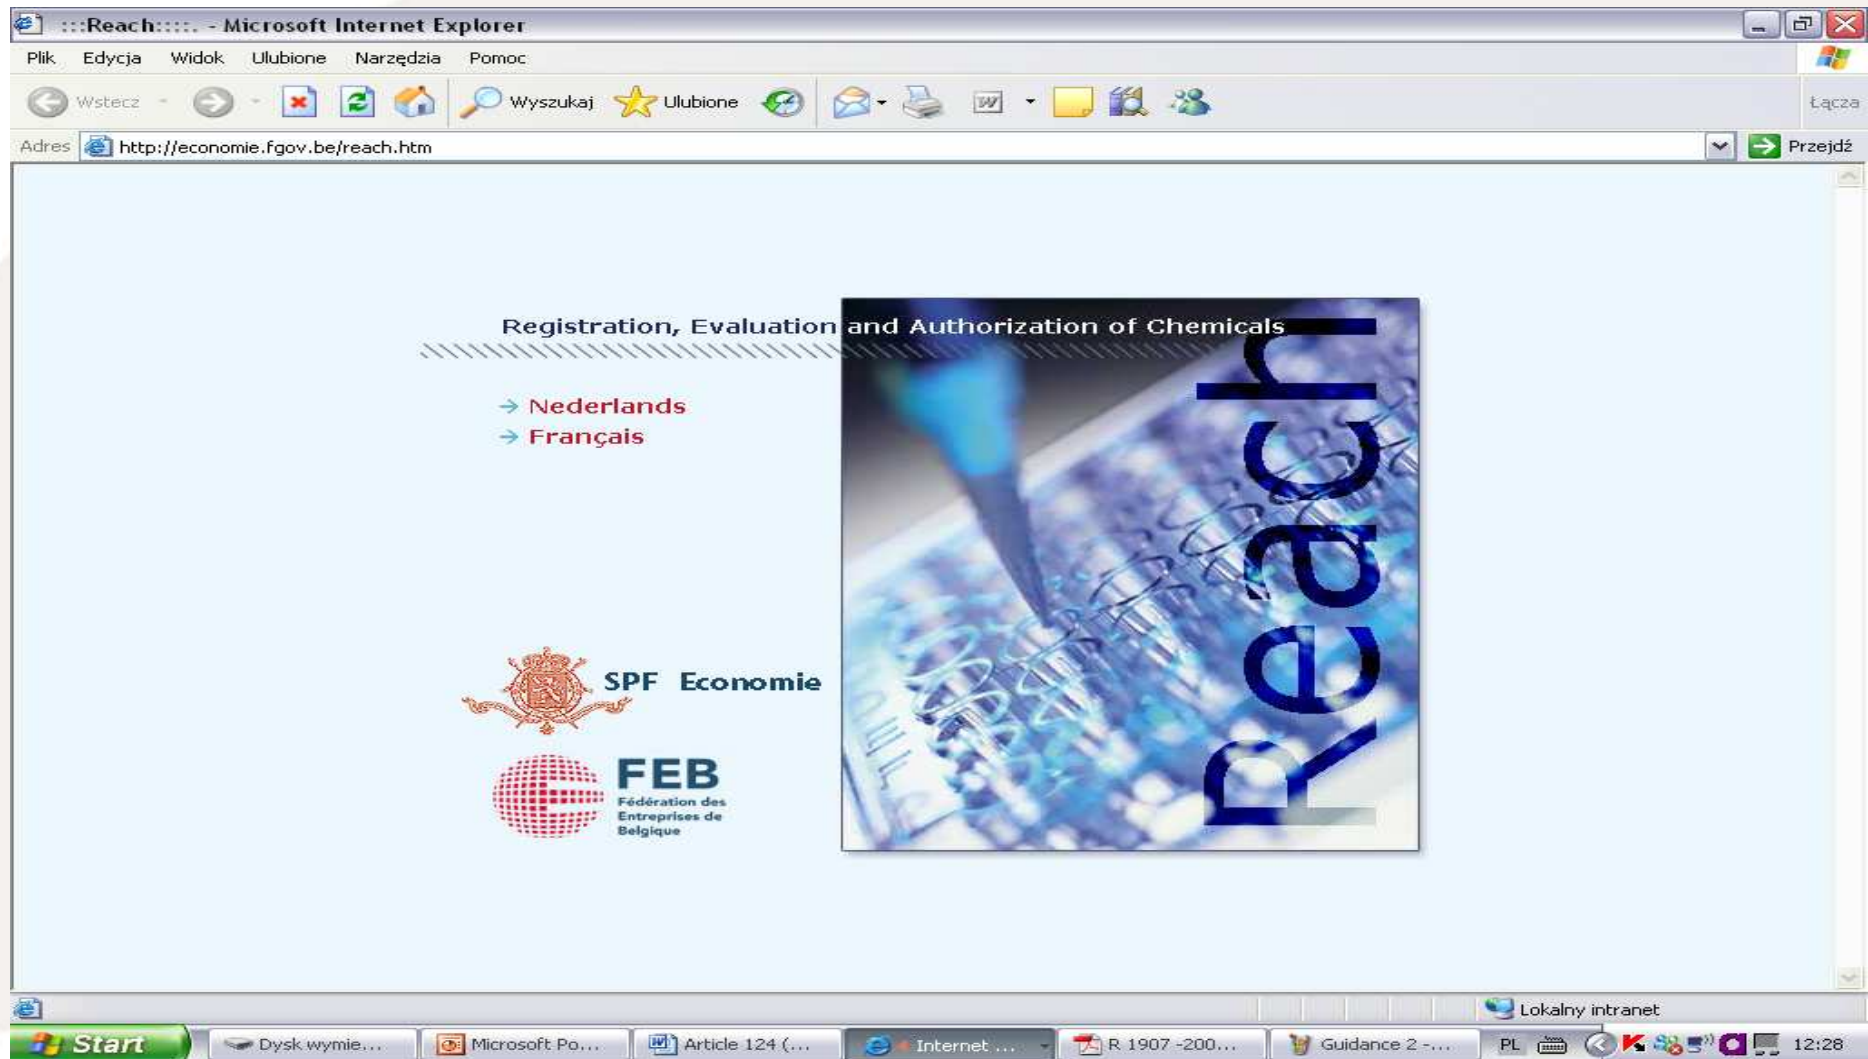 :::Reach::::. - Microsoft Internet Explorer
Plik Edycja Widok Ulubione Narzędzia Pomoc
Wstecz Wyszukaj Ulubione Łącza
Adres http://economie.fgov.be/reach.htm Przejdź
Registration, Evaluation and Authorization of Chemicals
→ Nederlands
→ Français
Reach
SPF Economie
FEB
Fédération des
Entreprises de
Belgique
Lokalny intranet
Start Dysk wymie... Microsoft Po... Article 124 (... Internet ... R 1907 -200... Guidance 2 -... PL 12:28